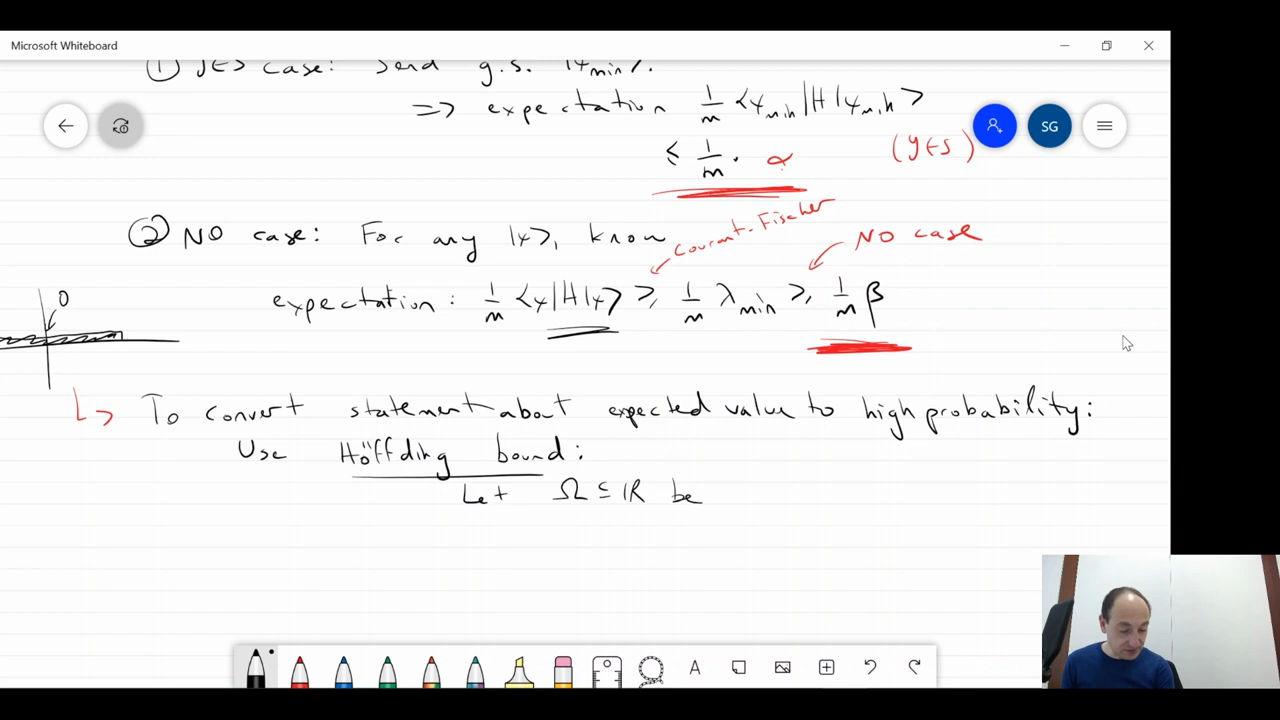 Microsoft Whiteboard
① YES case: Send g.s. |ψmin>.
=> expectation 1/m <ψmin|H|ψmin>
SG
≤ 1/m · α (YES)
② NO case: For any |ψ>, know
Courant-Fischer
NO case
0
expectation: 1/m <ψ|H|ψ> ≥ 1/m λmin ≥ 1/m β
↳ To convert statement about expected value to high probability:
Use Höffding bound:
Let Ω ⊆ ℝ be
A